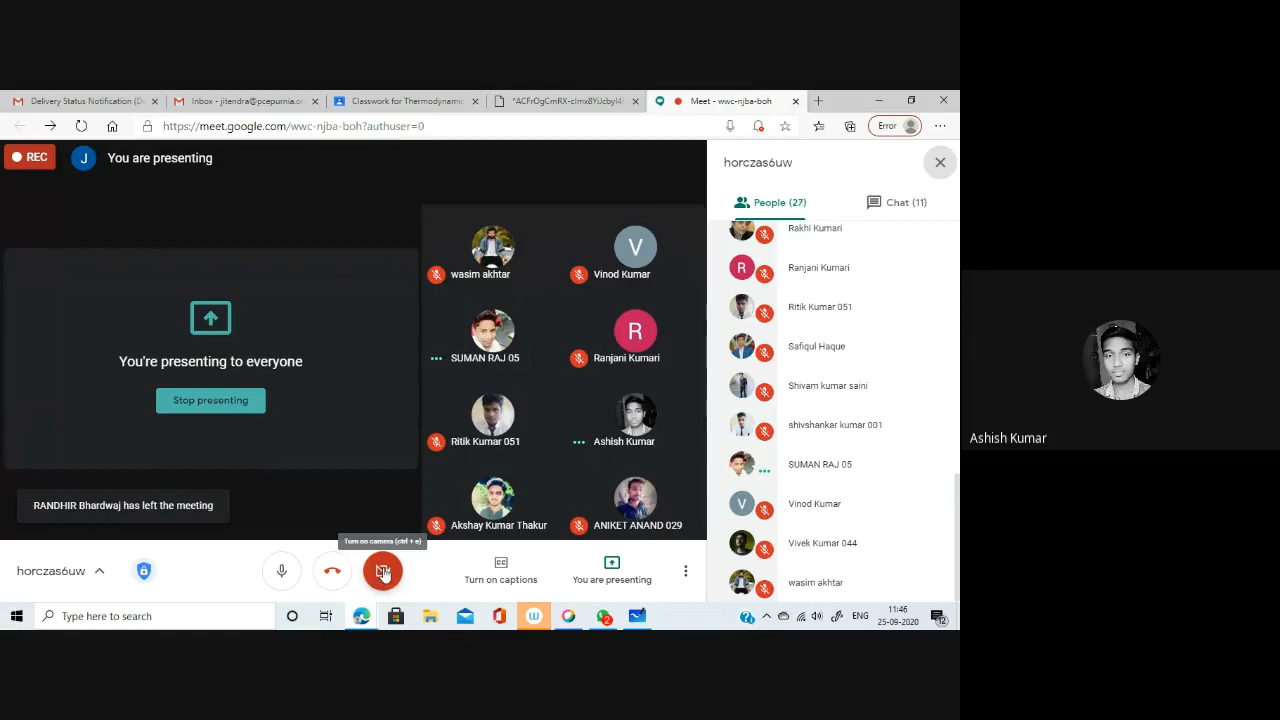 Delivery Status Notification (De
Inbox - jitendra@pcepurnia.or
Classwork for Thermodynamic
Meet - wwc-njba-boh
https://meet.google.com/wwc-njba-boh?authuser=0
Error
REC
J
You are presenting
horczas6uw
People (27)
Chat (11)
wasim akhtar
V
Vinod Kumar
SUMAN RAJ 05
R
Ranjani Kumari
Ritik Kumar 051
Ashish Kumar
Akshay Kumar Thakur
ANIKET ANAND 029
You're presenting to everyone
Stop presenting
RANDHIR Bhardwaj has left the meeting
Rakhi Kumari
R
Ranjani Kumari
Ritik Kumar 051
Safiqul Haque
Shivam kumar saini
shivshankar kumar 001
SUMAN RAJ 05
V
Vinod Kumar
Vivek Kumar 044
wasim akhtar
Ashish Kumar
Turn on camera (ctrl + e)
horczas6uw
Turn on captions
You are presenting
Type here to search
W
2
ENG
11:46
25-09-2020
12